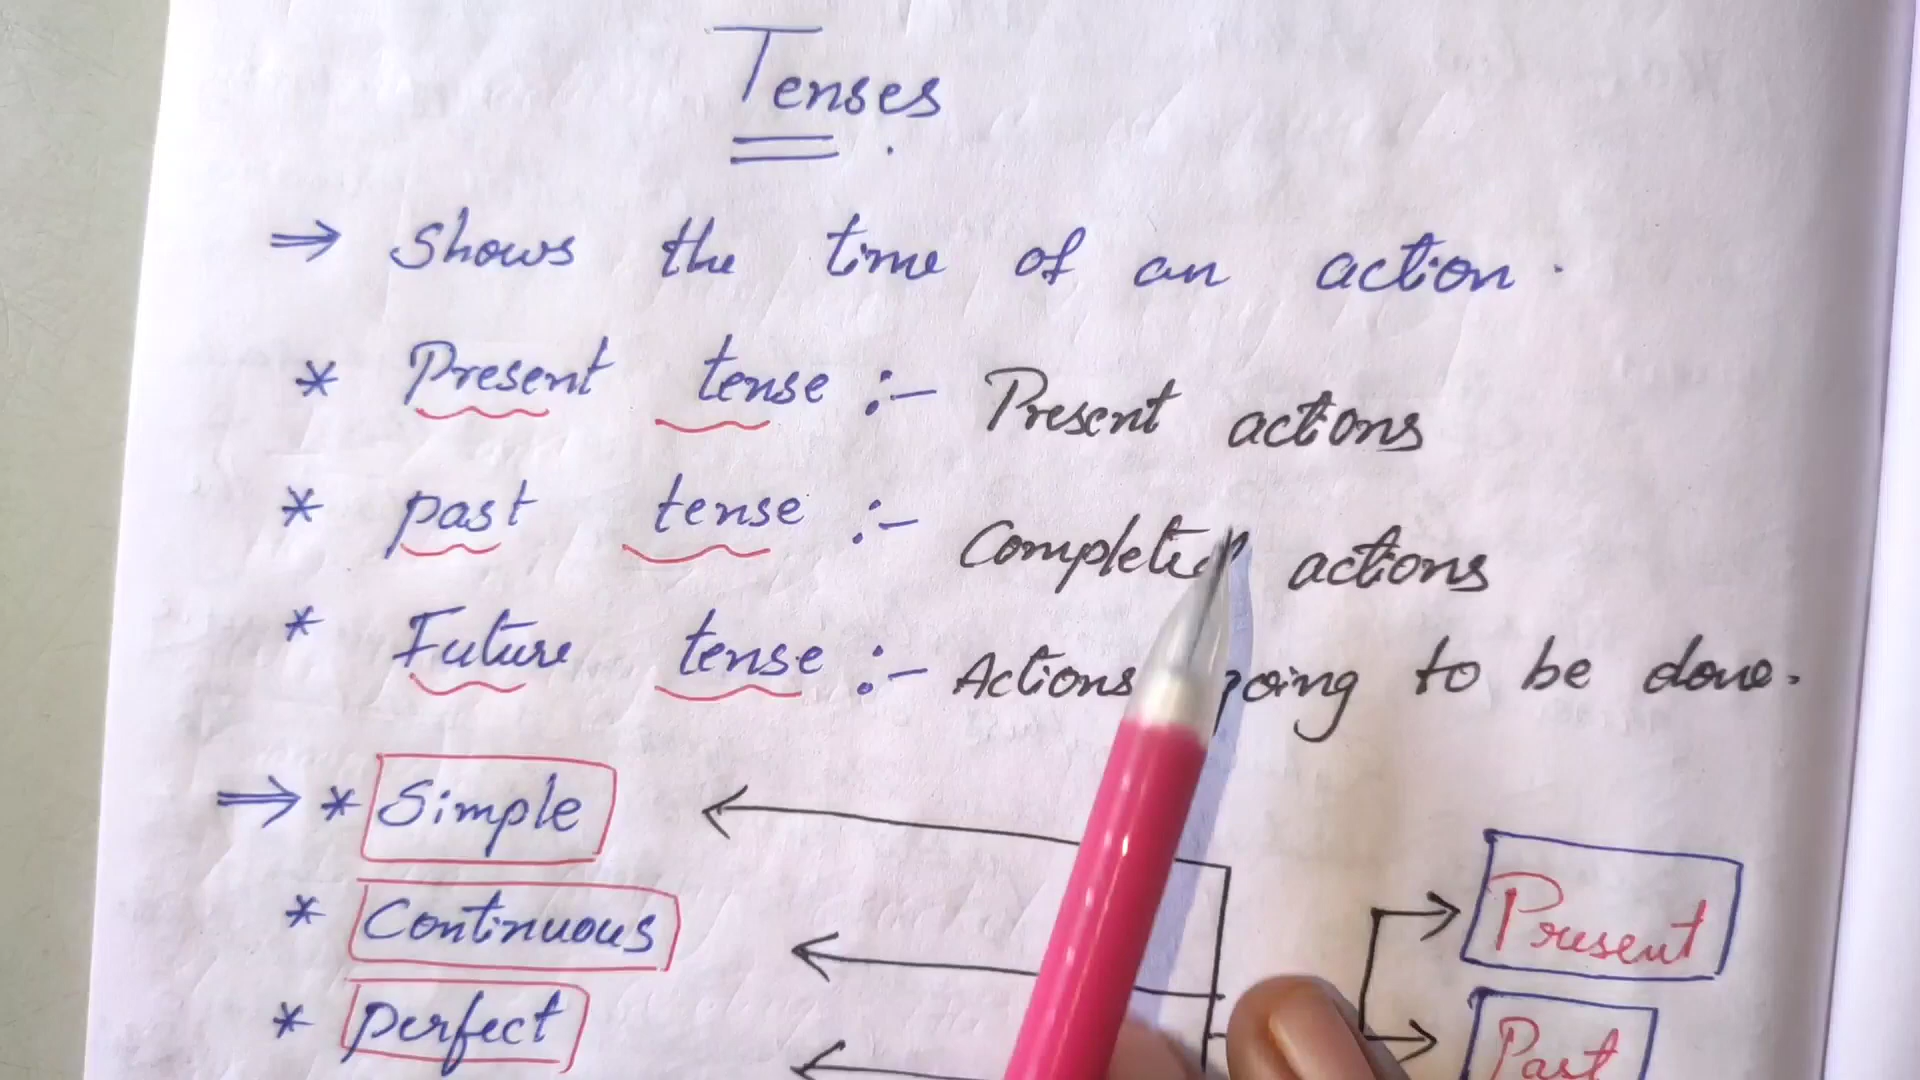 Tenses
⇒ Shows the time of an action.
* Present tense :- Present actions
* past tense :- Completed actions
* Future tense :- Actions going to be done.
⇒ * Simple
* Continuous
Present
* perfect
Past